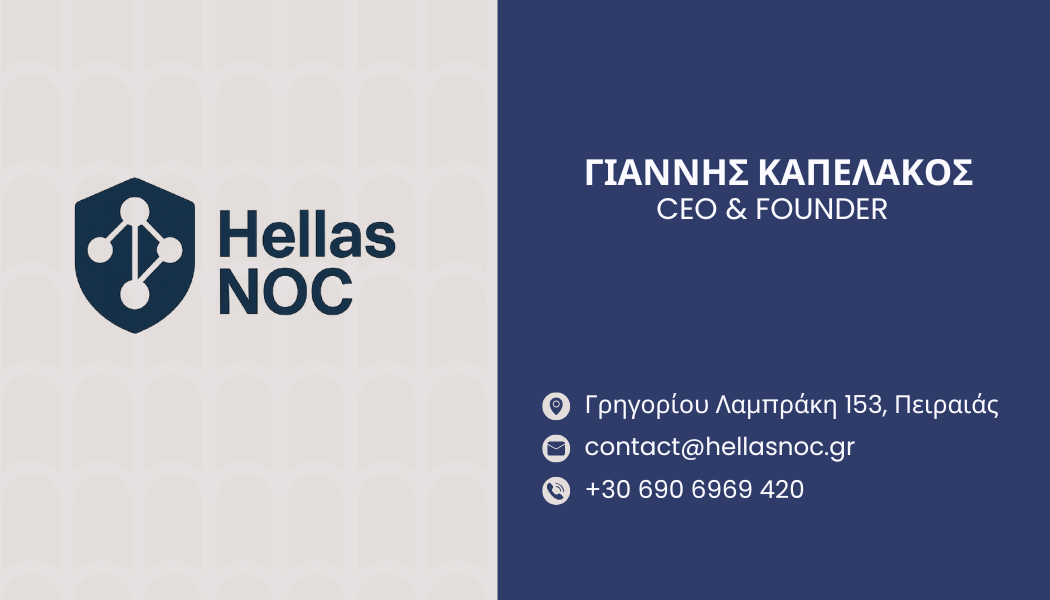 Hellas
NOC
ΓΙΑΝΝΗΣ ΚΑΠΕΛΑΚΟΣ
CEO & FOUNDER
Γρηγορίου Λαμπράκη 153, Πειραιάς
contact@hellasnoc.gr
+30 690 6969 420